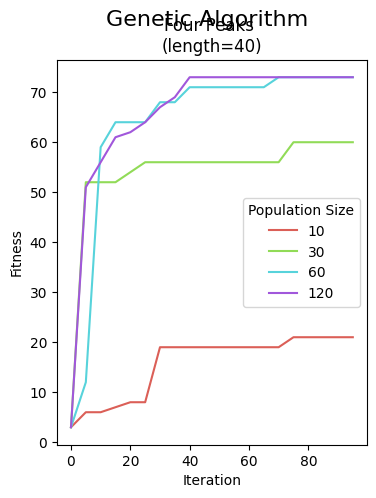 Genetic Algorithm
Four Peaks
(length=40)
Fitness
70
60
50
40
30
20
10
0
Population Size
10
30
60
120
0
20
40
60
80
Iteration